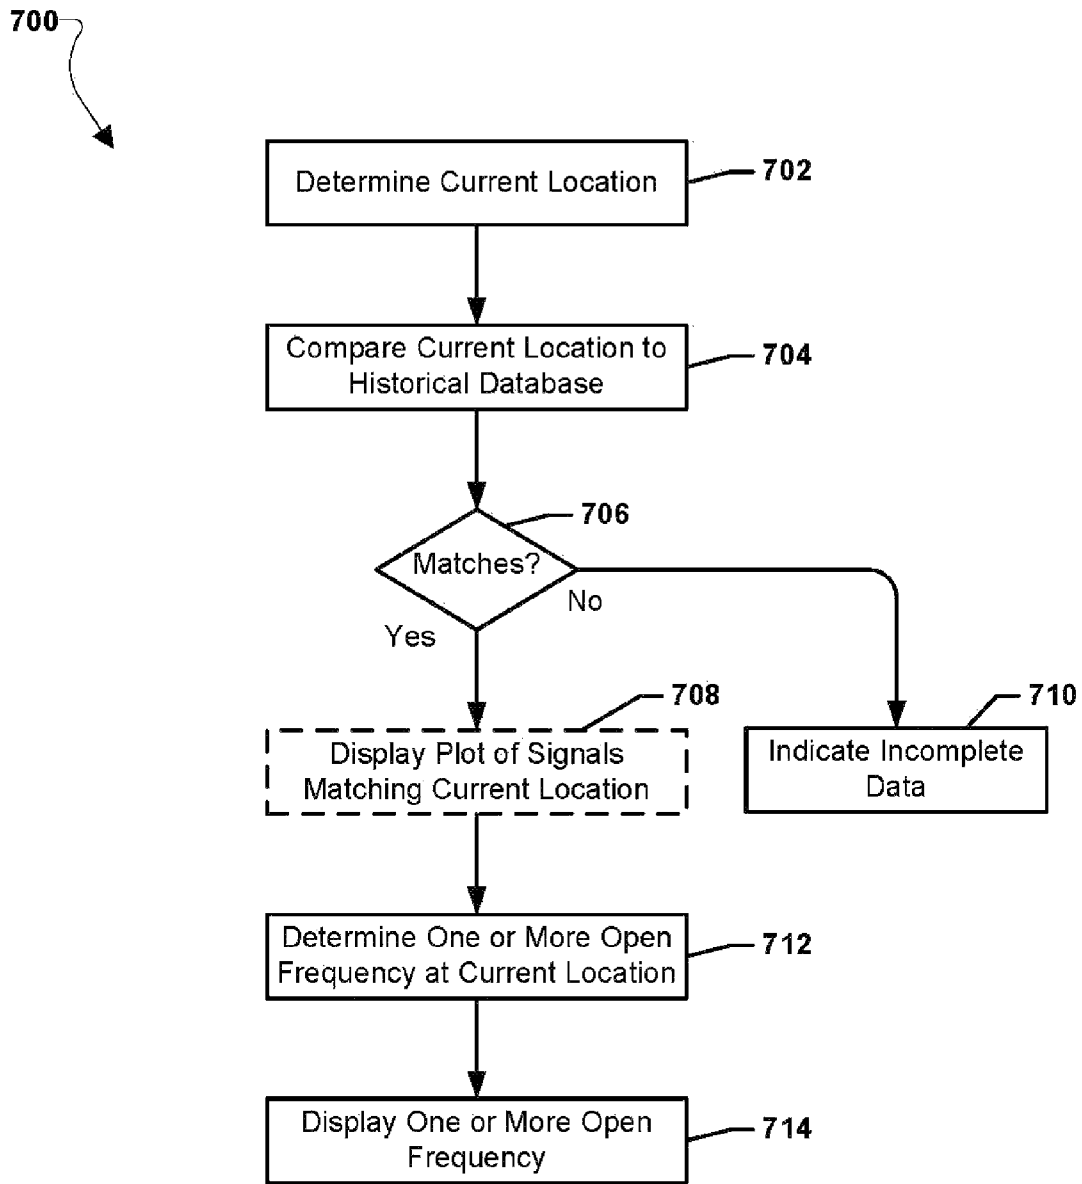 700
Determine Current Location
702
Compare Current Location to
Historical Database
704
706
Matches?
No
Yes
708
710
Display Plot of Signals
Matching Current Location
Indicate Incomplete
Data
Determine One or More Open
Frequency at Current Location
712
Display One or More Open
Frequency
714